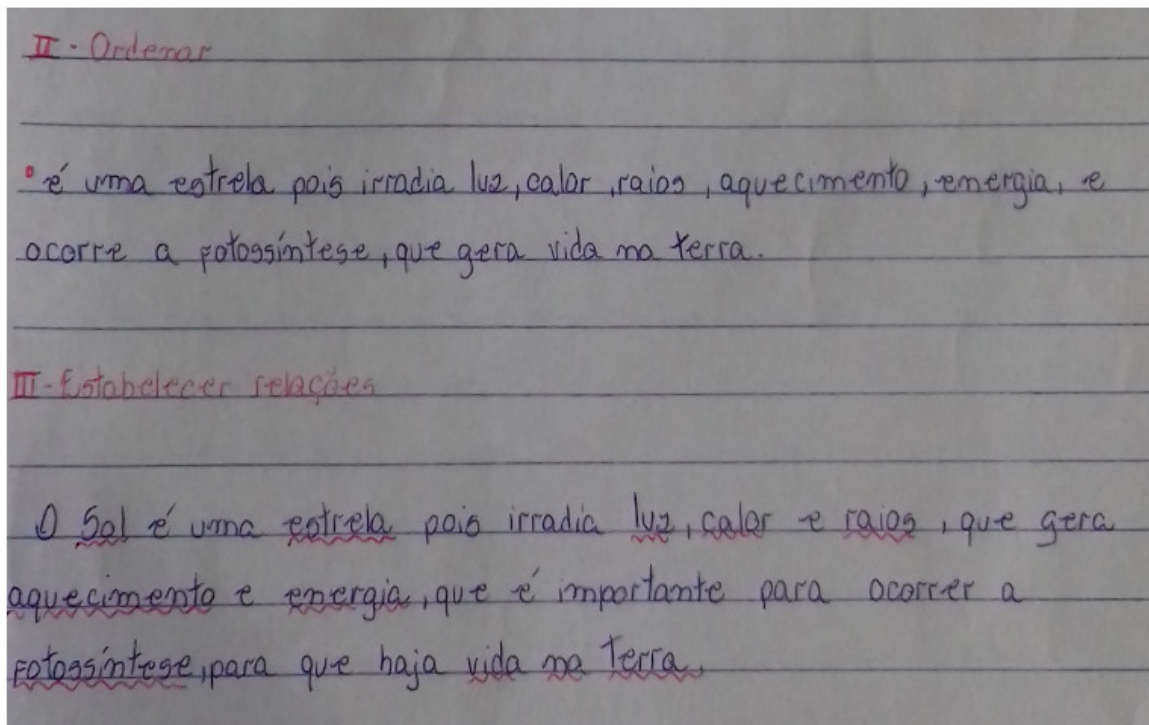 II - Ordenar
é uma estrela pois irradia luz, calor, raios, aquecimento, energia, e
ocorre a fotossíntese, que gera vida na terra.
III - Estabelecer relações
O Sol é uma estrela pois irradia luz, calor e raios, que gera
aquecimento e energia, que é importante para ocorrer a
fotossíntese, para que haja vida na Terra.